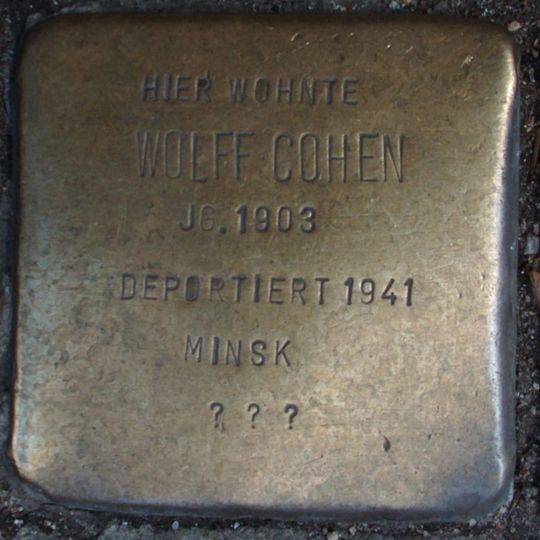 HIER WOHNTE
WOLFF COHEN
JG. 1903
DEPORTIERT 1941
MINSK
? ? ?